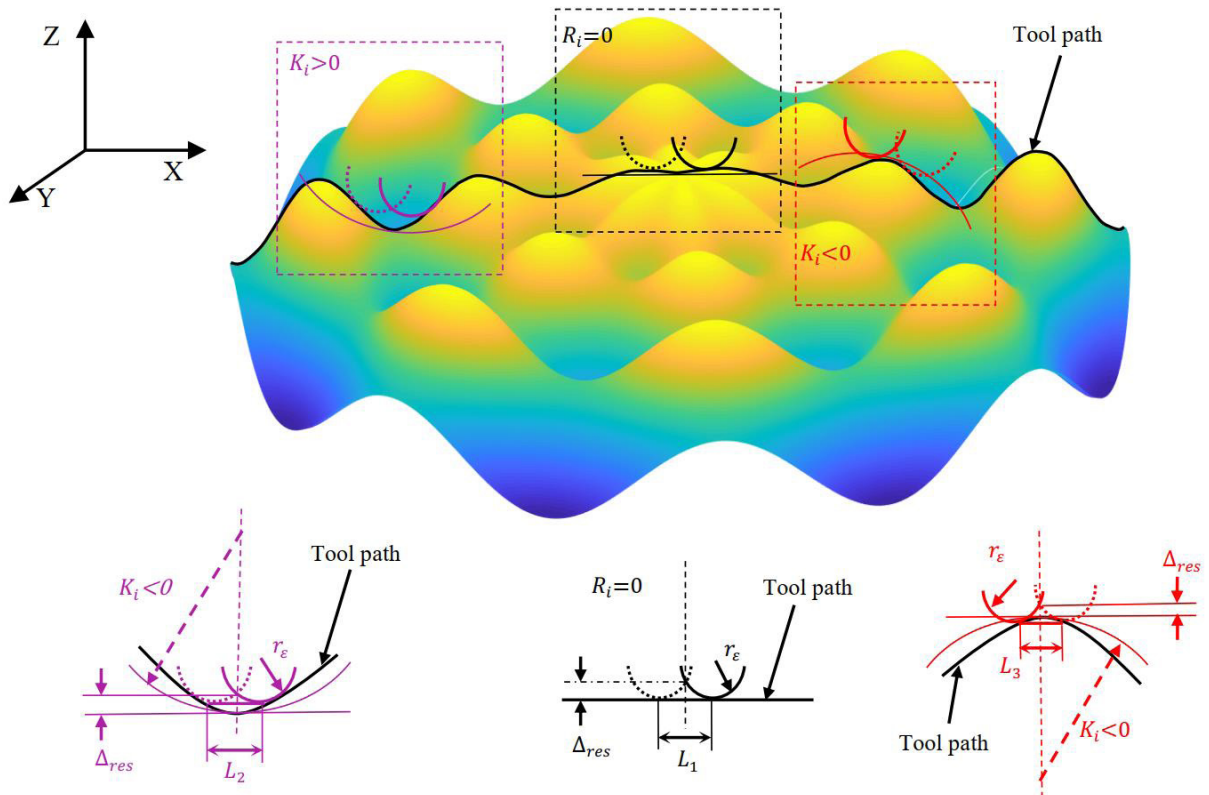 Z
X
Y
K_i>0
R_i=0
Tool path
K_i<0
K_i<0
Tool path
r_ε
Δ_res
L_2
R_i=0
Tool path
r_ε
Δ_res
L_1
r_ε
Δ_res
L_3
Tool path
K_i<0